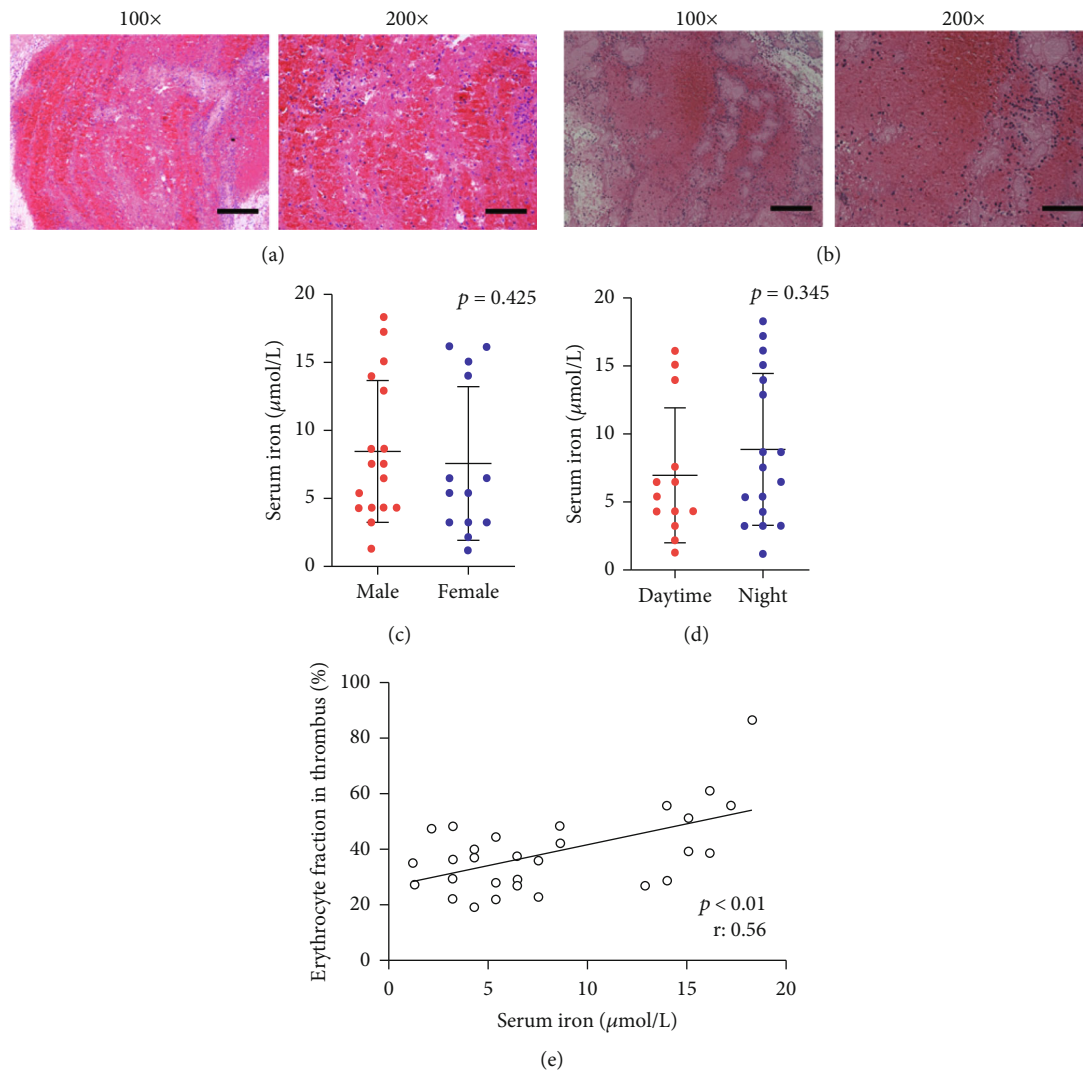 100×
200×
100×
200×
(a)
(b)
20
15
10
5
0
Serum iron (μmol/L)
p = 0.425
Male
Female
(c)
20
15
10
5
0
Serum iron (μmol/L)
p = 0.345
Daytime
Night
(d)
100
80
60
40
20
0
Erythrocyte fraction in thrombus (%)
p < 0.01
r: 0.56
0
5
10
15
20
Serum iron (μmol/L)
(e)